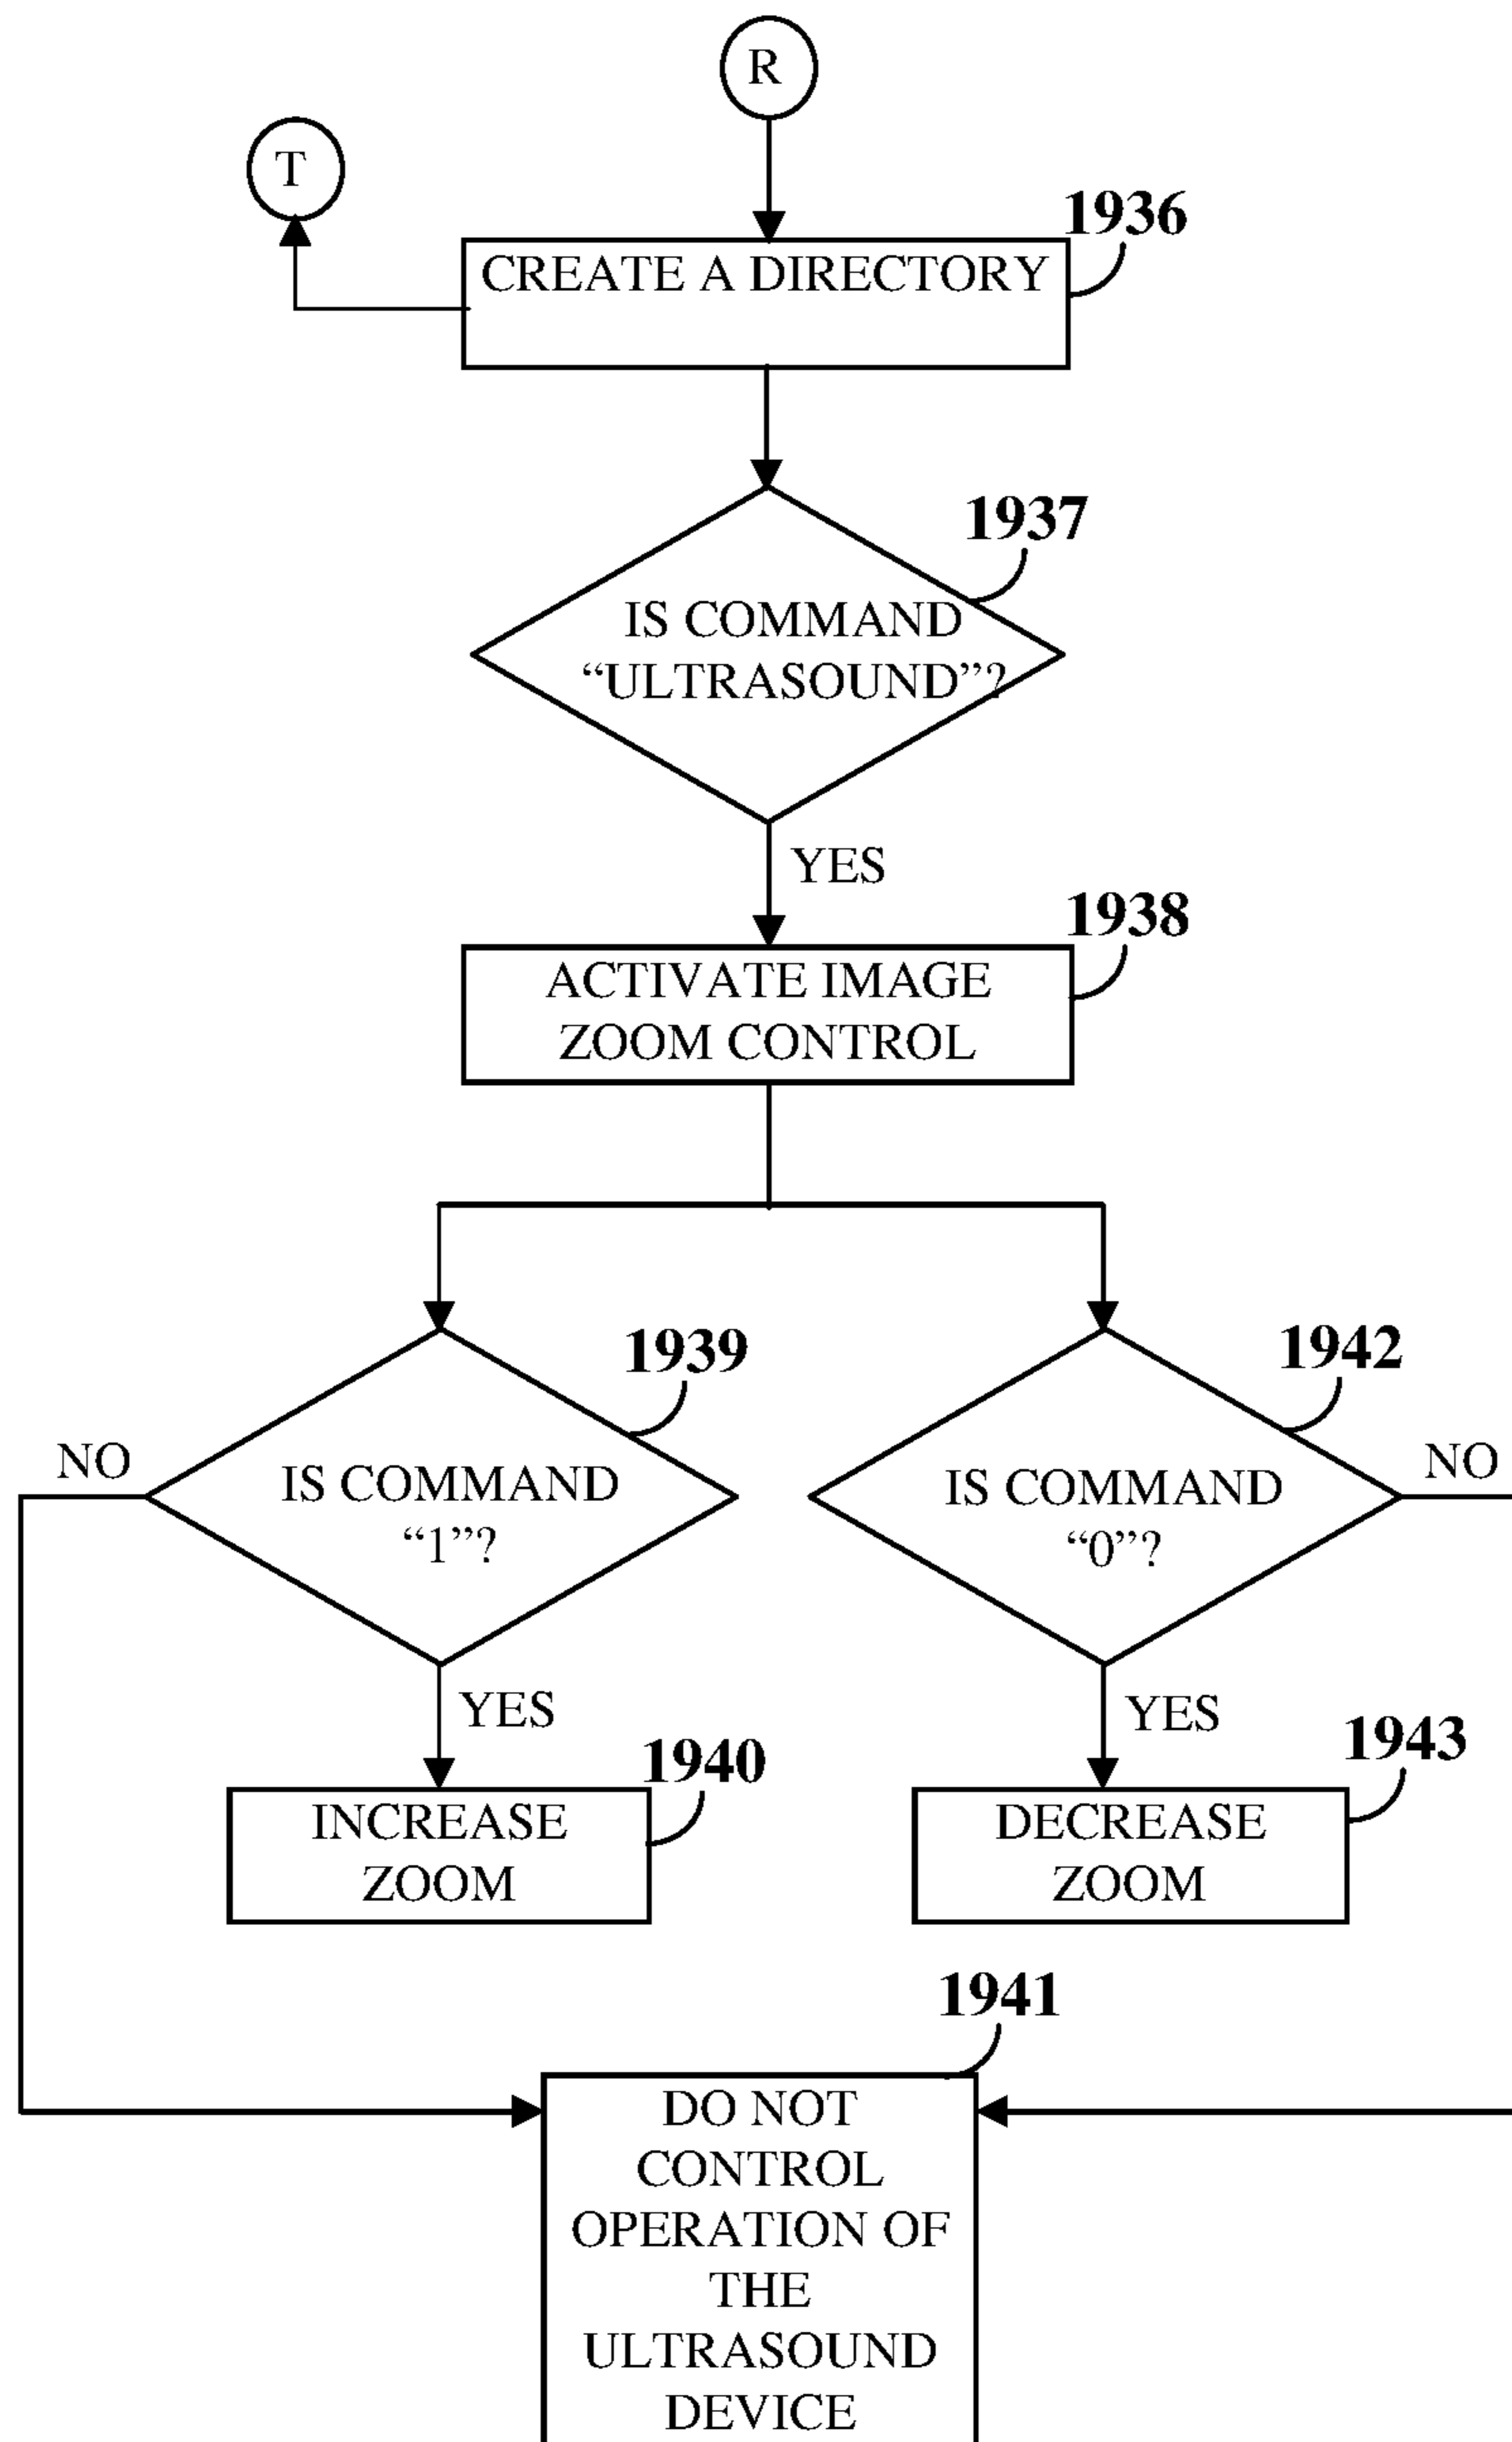 R
T
1936
CREATE A DIRECTORY
1937
IS COMMAND
“ULTRASOUND”?
YES
1938
ACTIVATE IMAGE
ZOOM CONTROL
1939
1942
NO
IS COMMAND
“1”?
IS COMMAND
“0”?
NO
YES
YES
1940
1943
INCREASE
ZOOM
DECREASE
ZOOM
1941
DO NOT
CONTROL
OPERATION OF
THE
ULTRASOUND
DEVICE